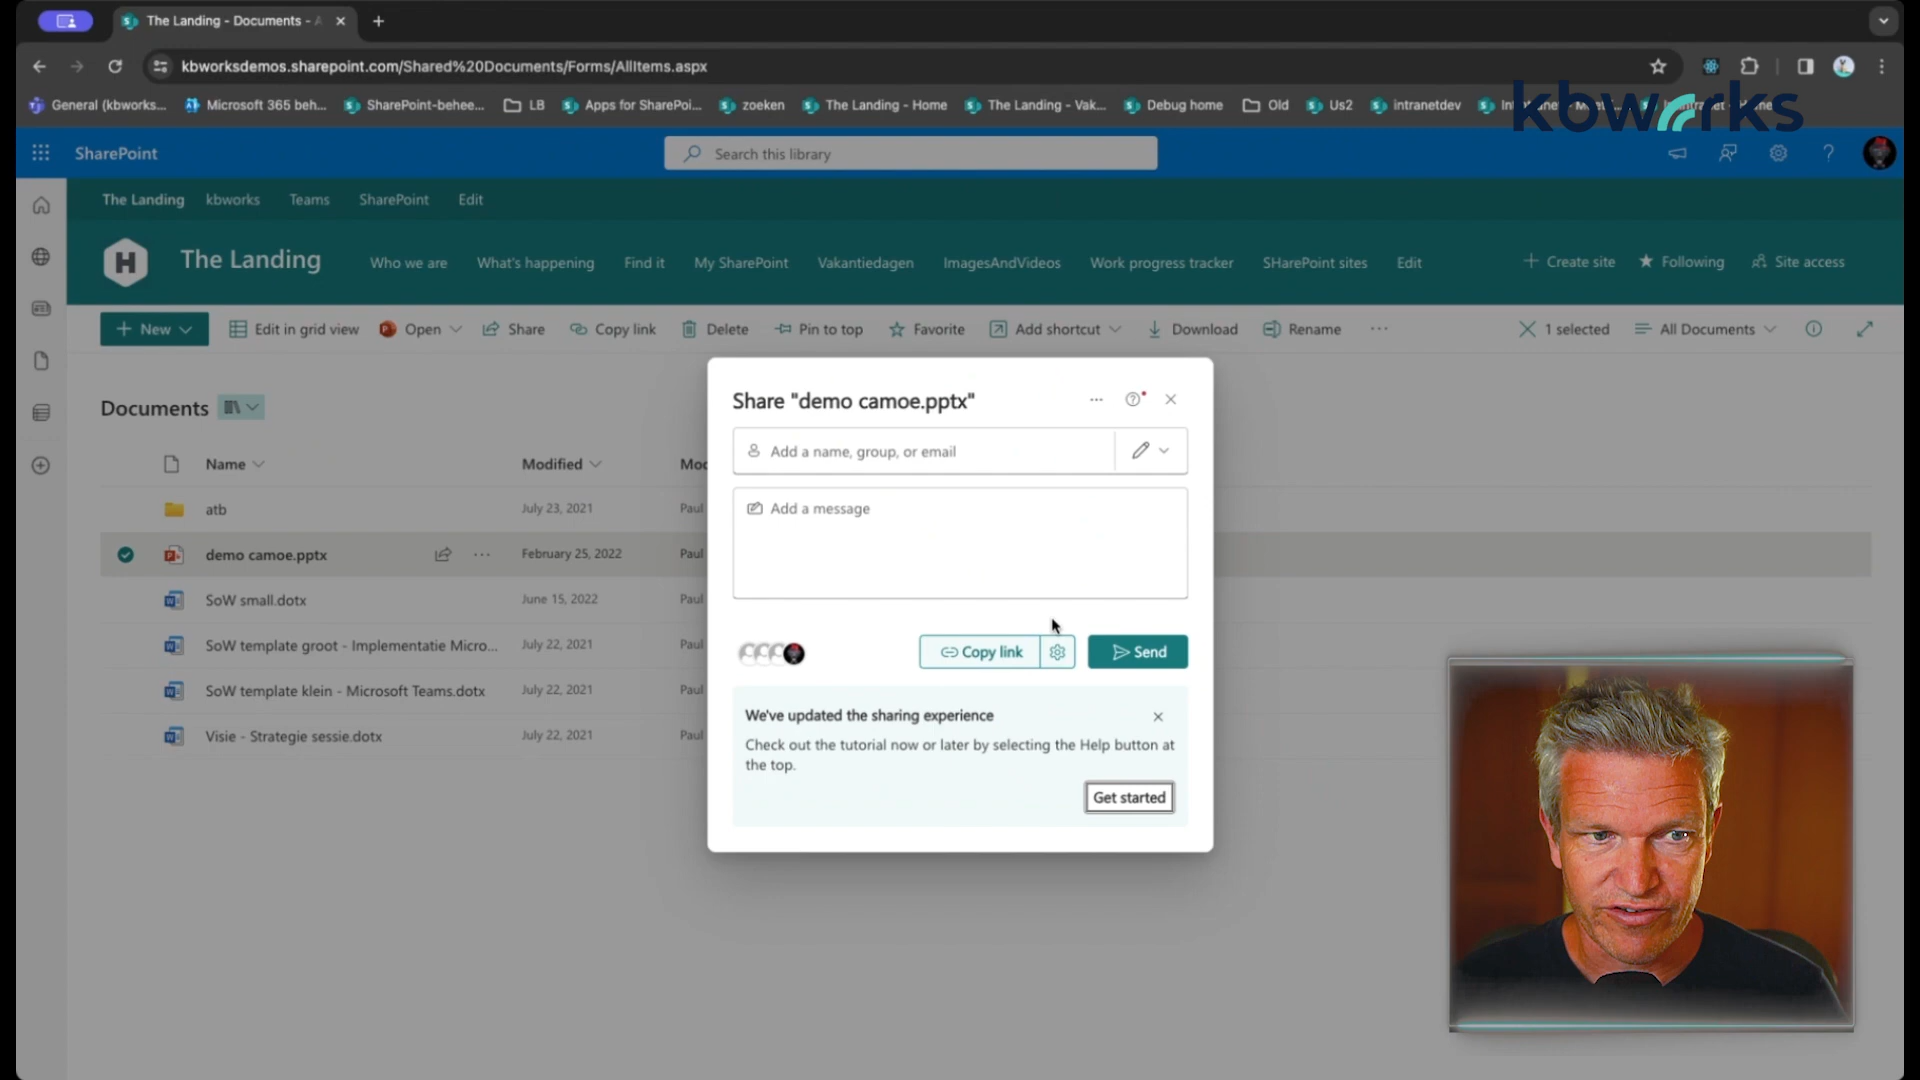 The Landing - Documents - A
kbworksdemos.sharepoint.com/Shared%20Documents/Forms/AllItems.aspx
General (kbworks... Microsoft 365 beh... SharePoint-behee... LB Apps for SharePoi... zoeken The Landing - Home The Landing - Vak... Debug home Old Us2 intranetdev
kbworks
SharePoint Search this library
The Landing kbworks Teams SharePoint Edit
H The Landing Who we are What's happening Find it My SharePoint Vakantiedagen ImagesAndVideos Work progress tracker SHarePoint sites Edit Create site Following Site access
New Edit in grid view Open Share Copy link Delete Pin to top Favorite Add shortcut Download Rename ... 1 selected All Documents
Documents
Name Modified Moc
atb July 23, 2021 Paul
demo camoe.pptx ... February 25, 2022 Paul
SoW small.dotx June 15, 2022 Paul
SoW template groot - Implementatie Micro... July 22, 2021 Paul
SoW template klein - Microsoft Teams.dotx July 22, 2021 Paul
Visie - Strategie sessie.dotx July 22, 2021 Paul
Share "demo camoe.pptx" ...
Add a name, group, or email
Add a message
Copy link Send
We've updated the sharing experience
Check out the tutorial now or later by selecting the Help button at
the top.
Get started